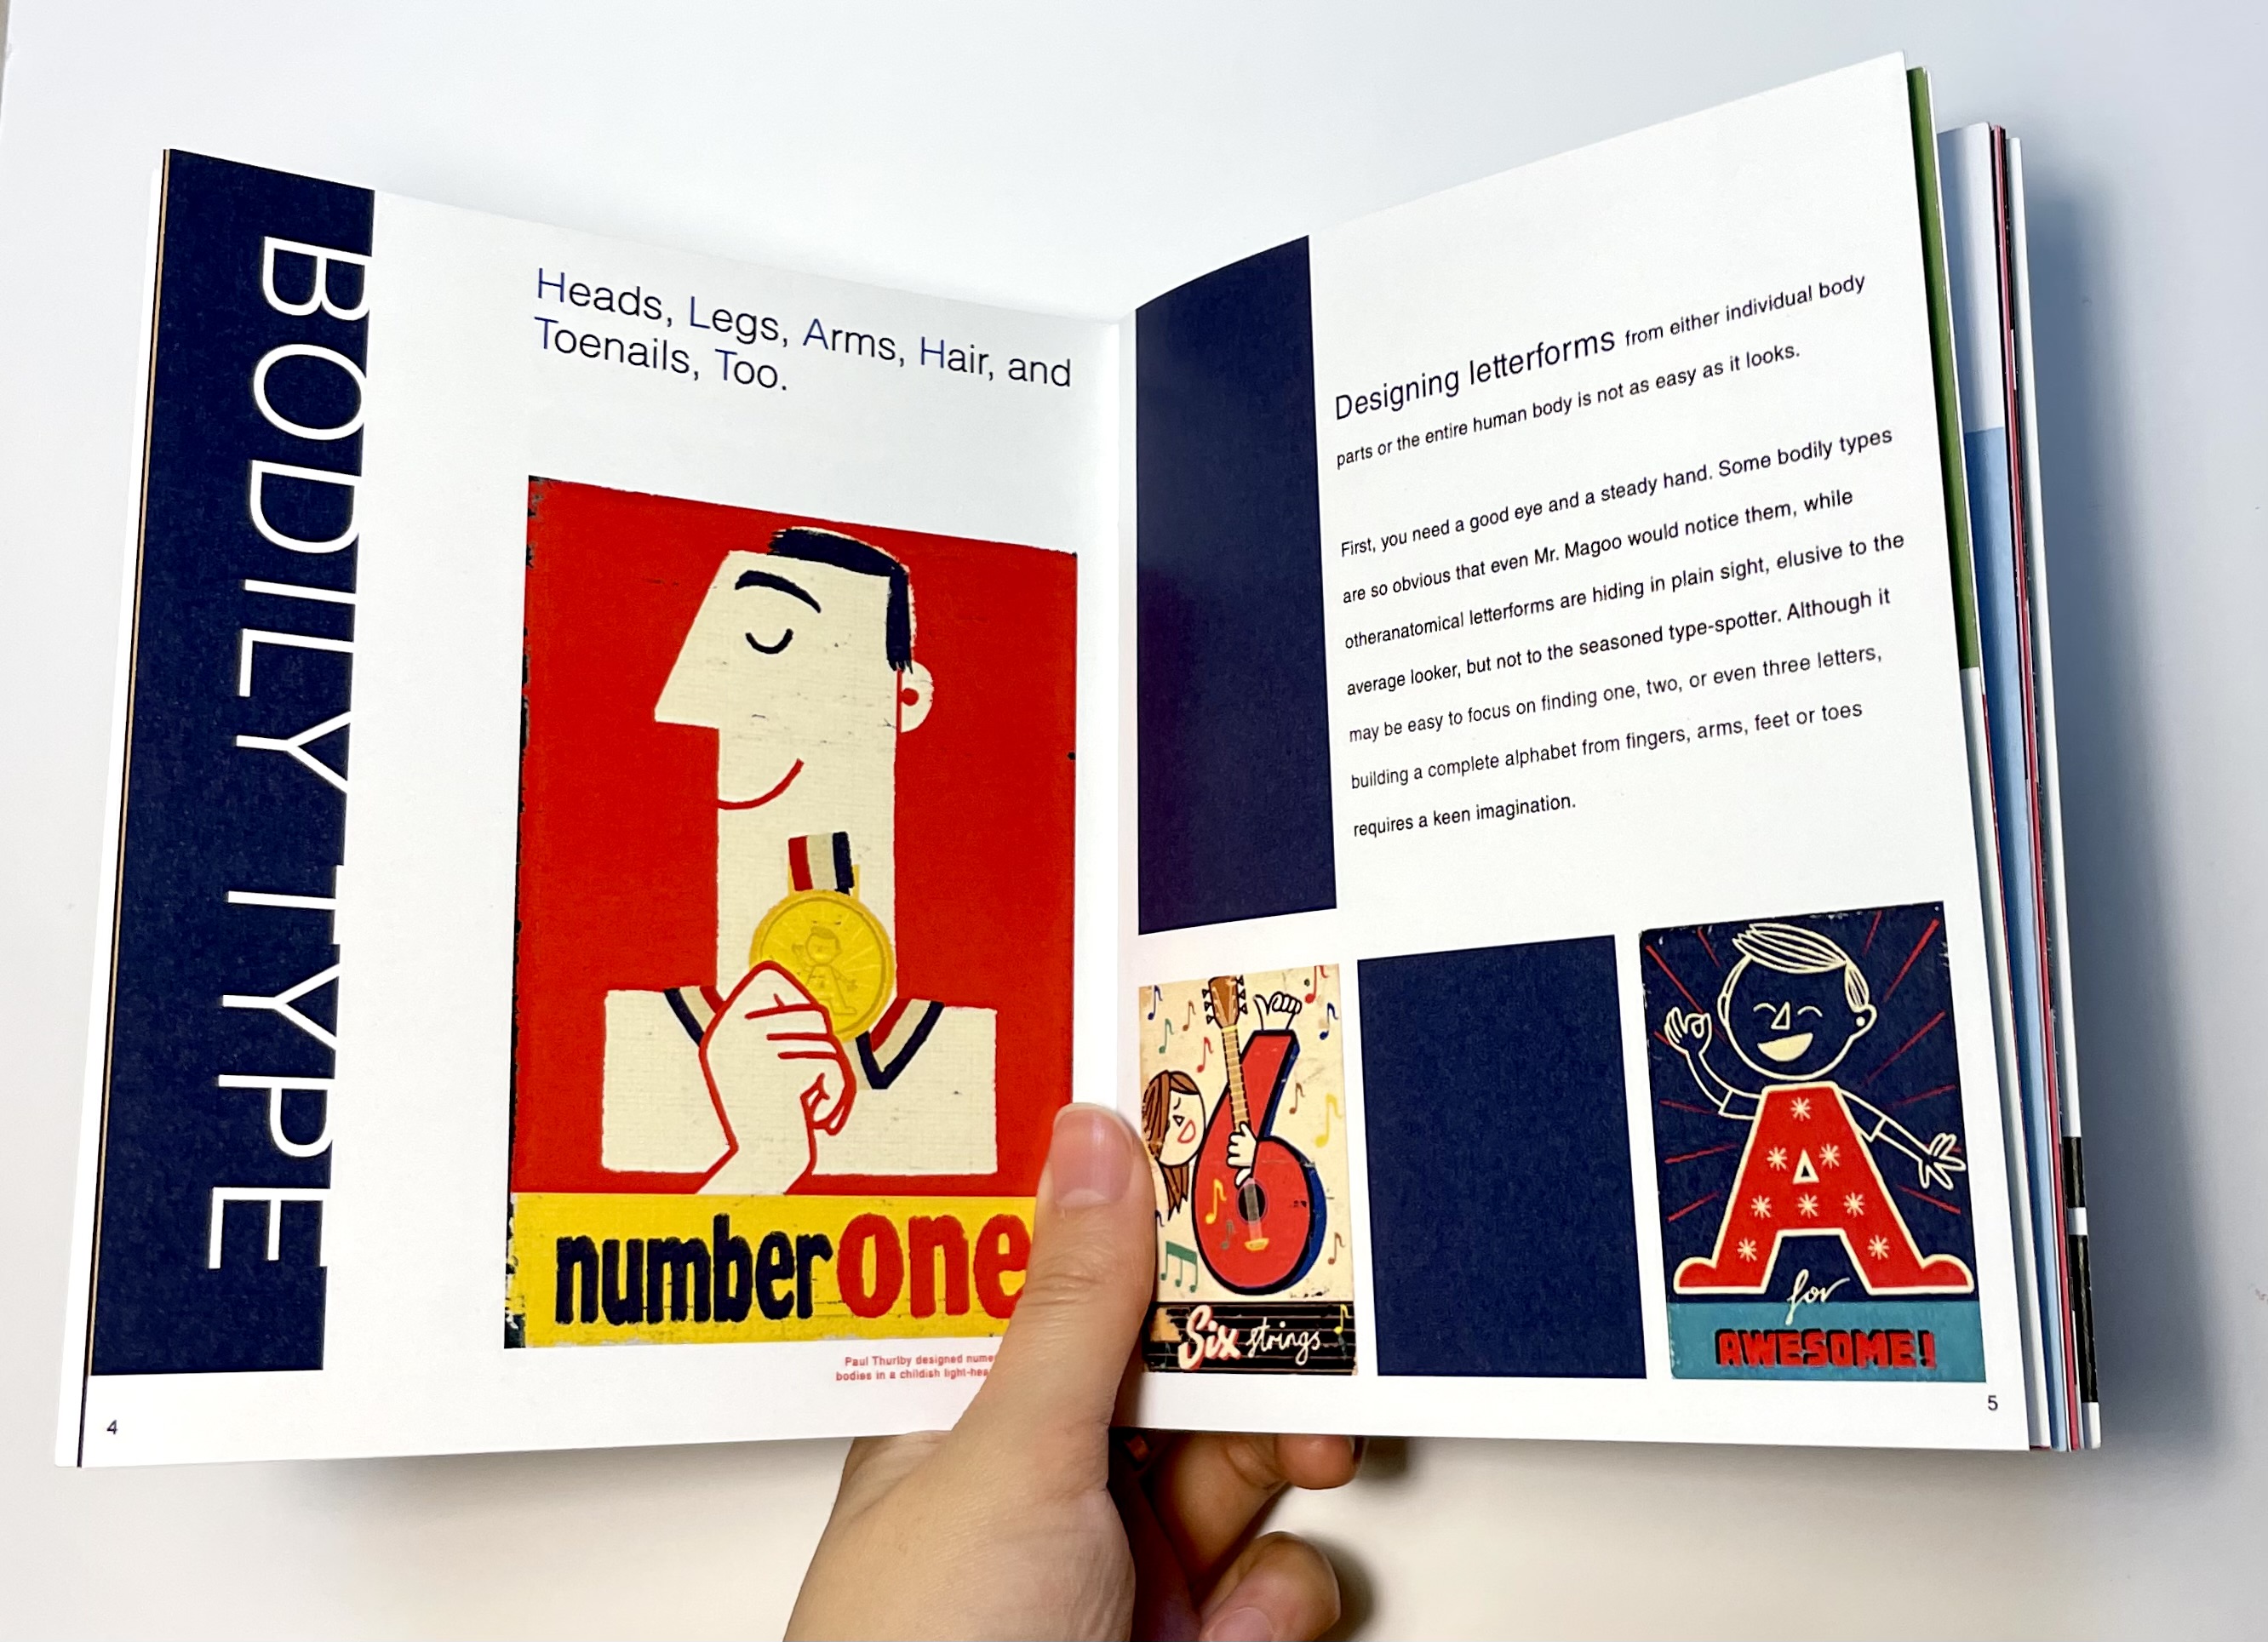 BODILY TYPE
Heads, Legs, Arms, Hair, and
Toenails, Too.
number one
Paul Thurlby designed
bodies in a childish
4
Designing letterforms from either individual body
parts or the entire human body is not as easy as it looks.
First, you need a good eye and a steady hand. Some bodily types
are so obvious that even Mr. Magoo would notice them, while
otheranatomical letterforms are hiding in plain sight, elusive to the
average looker, but not to the seasoned type-spotter. Although it
may be easy to focus on finding one, two, or even three letters,
building a complete alphabet from fingers, arms, feet or toes
requires a keen imagination.
6
Six strings
A
for
AWESOME!
5